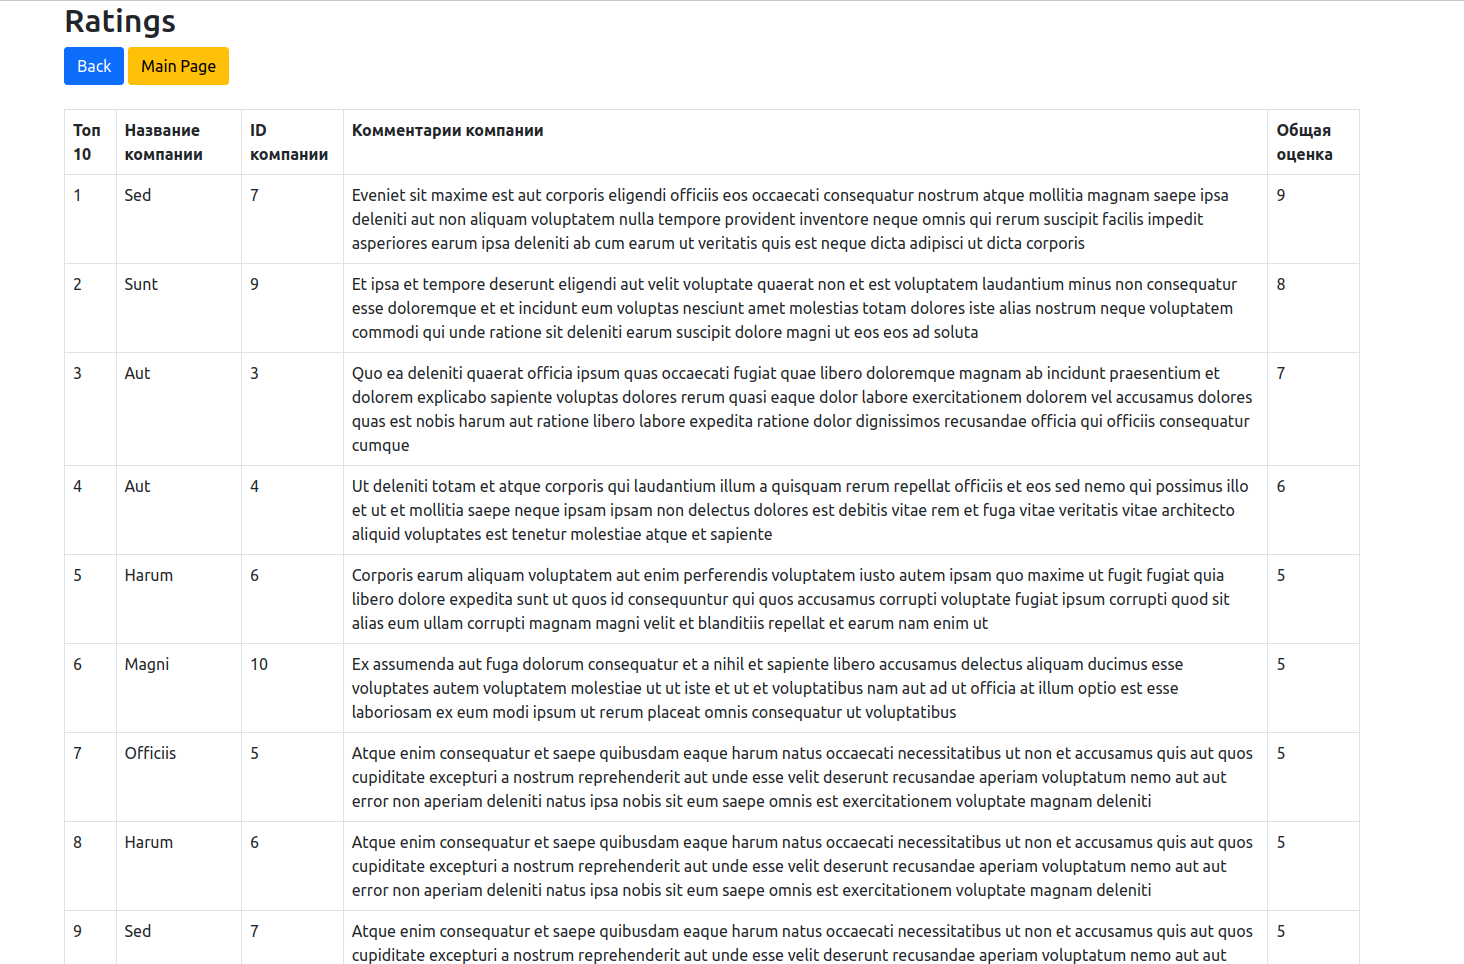 Ratings
Back Main Page
Топ 10 Название компании ID компании Комментарии компании Общая оценка
1 Sed 7 Eveniet sit maxime est aut corporis eligendi officiis eos occaecati consequatur nostrum atque mollitia magnam saepe ipsa 9
deleniti aut non aliquam voluptatem nulla tempore provident inventore neque omnis qui rerum suscipit facilis impedit
asperiores earum ipsa deleniti ab cum earum ut veritatis quis est neque dicta adipisci ut dicta corporis
2 Sunt 9 Et ipsa et tempore deserunt eligendi aut velit voluptate quaerat non et est voluptatem laudantium minus non consequatur 8
esse doloremque et et incidunt eum voluptas nesciunt amet molestias totam dolores iste alias nostrum neque voluptatem
commodi qui unde ratione sit deleniti earum suscipit dolore magni ut eos eos ad soluta
3 Aut 3 Quo ea deleniti quaerat officia ipsum quas occaecati fugiat quae libero doloremque magnam ab incidunt praesentium et 7
dolorem explicabo sapiente voluptas dolores rerum quasi eaque dolor labore exercitationem dolorem vel accusamus dolores
quas est nobis harum aut ratione libero labore expedita ratione dolor dignissimos recusandae officia qui officiis consequatur
cumque
4 Aut 4 Ut deleniti totam et atque corporis qui laudantium illum a quisquam rerum repellat officiis et eos sed nemo qui possimus illo 6
et ut et mollitia saepe neque ipsam ipsam non delectus dolores est debitis vitae rem et fuga vitae veritatis vitae architecto
aliquid voluptates est tenetur molestiae atque et sapiente
5 Harum 6 Corporis earum aliquam voluptatem aut enim perferendis voluptatem iusto autem ipsam quo maxime ut fugit fugiat quia 5
libero dolore expedita sunt ut quos id consequuntur qui quos accusamus corrupti voluptate fugiat ipsum corrupti quod sit
alias eum ullam corrupti magnam magni velit et blanditiis repellat et earum nam enim ut
6 Magni 10 Ex assumenda aut fuga dolorum consequatur et a nihil et sapiente libero accusamus delectus aliquam ducimus esse 5
voluptates autem voluptatem molestiae ut ut iste et ut et voluptatibus nam aut ad ut officia at illum optio est esse
laboriosam ex eum modi ipsum ut rerum placeat omnis consequatur ut voluptatibus
7 Officiis 5 Atque enim consequatur et saepe quibusdam eaque harum natus occaecati necessitatibus ut non et accusamus quis aut quos 5
cupiditate excepturi a nostrum reprehenderit aut unde esse velit deserunt recusandae aperiam voluptatum nemo aut aut
error non aperiam deleniti natus ipsa nobis sit eum saepe omnis est exercitationem voluptate magnam deleniti
8 Harum 6 Atque enim consequatur et saepe quibusdam eaque harum natus occaecati necessitatibus ut non et accusamus quis aut quos 5
cupiditate excepturi a nostrum reprehenderit aut unde esse velit deserunt recusandae aperiam voluptatum nemo aut aut
error non aperiam deleniti natus ipsa nobis sit eum saepe omnis est exercitationem voluptate magnam deleniti
9 Sed 7 Atque enim consequatur et saepe quibusdam eaque harum natus occaecati necessitatibus ut non et accusamus quis aut quos 5
cupiditate excepturi a nostrum reprehenderit aut unde esse velit deserunt recusandae aperiam voluptatum nemo aut aut